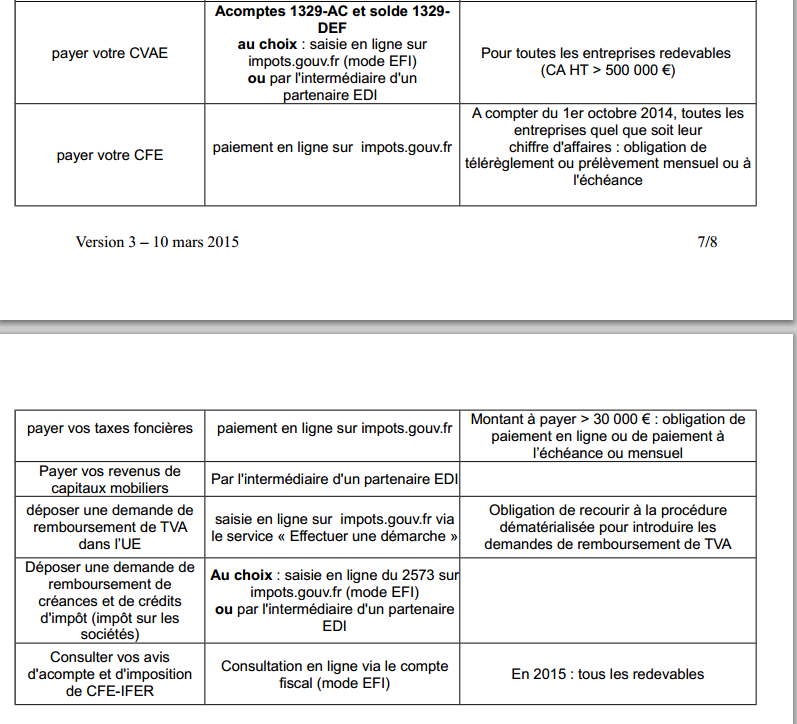 payer votre CVAE
Acomptes 1329-AC et solde 1329-
DEF
au choix : saisie en ligne sur
impots.gouv.fr (mode EFI)
ou par l'intermédiaire d'un
partenaire EDI
Pour toutes les entreprises redevables
(CA HT > 500 000 €)
payer votre CFE
paiement en ligne sur  impots.gouv.fr
A compter du 1er octobre 2014, toutes les
entreprises quel que soit leur
chiffre d'affaires : obligation de
télérèglement ou prélèvement mensuel ou à
l'échéance
Version 3 – 10 mars 2015
7/8
payer vos taxes foncières
paiement en ligne sur impots.gouv.fr
Montant à payer > 30 000 € : obligation de
paiement en ligne ou de paiement à
l’échéance ou mensuel
Payer vos revenus de
capitaux mobiliers
Par l'intermédiaire d'un partenaire EDI
déposer une demande de
remboursement de TVA
dans l’UE
saisie en ligne sur  impots.gouv.fr via
le service « Effectuer une démarche »
Obligation de recourir à la procédure
dématérialisée pour introduire les
demandes de remboursement de TVA
Déposer une demande de
remboursement de
créances et de crédits
d'impôt (impôt sur les
sociétés)
Au choix : saisie en ligne du 2573 sur
impots.gouv.fr (mode EFI)
ou par l'intermédiaire d'un partenaire
EDI
Consulter vos avis
d'acompte et d'imposition
de CFE-IFER
Consultation en ligne via le compte
fiscal (mode EFI)
En 2015 : tous les redevables